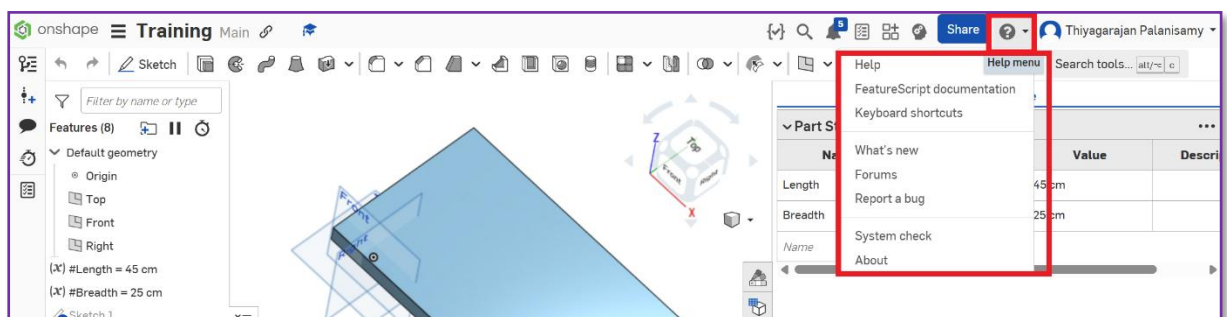 onshape Training Main
5
Share
Thiyagarajan Palanisamy
Sketch
Search tools... alt/⌥ c
Help menu
Help
FeatureScript documentation
Keyboard shortcuts
What's new
Forums
Report a bug
System check
About
Filter by name or type
Features (8)
Default geometry
Origin
Top
Front
Right
(x) #Length = 45 cm
(x) #Breadth = 25 cm
Sketch 1
Front
Right
Z
Top
Front
Right
X
Part St
Na
Value
Descri
Length
45 cm
Breadth
25 cm
Name